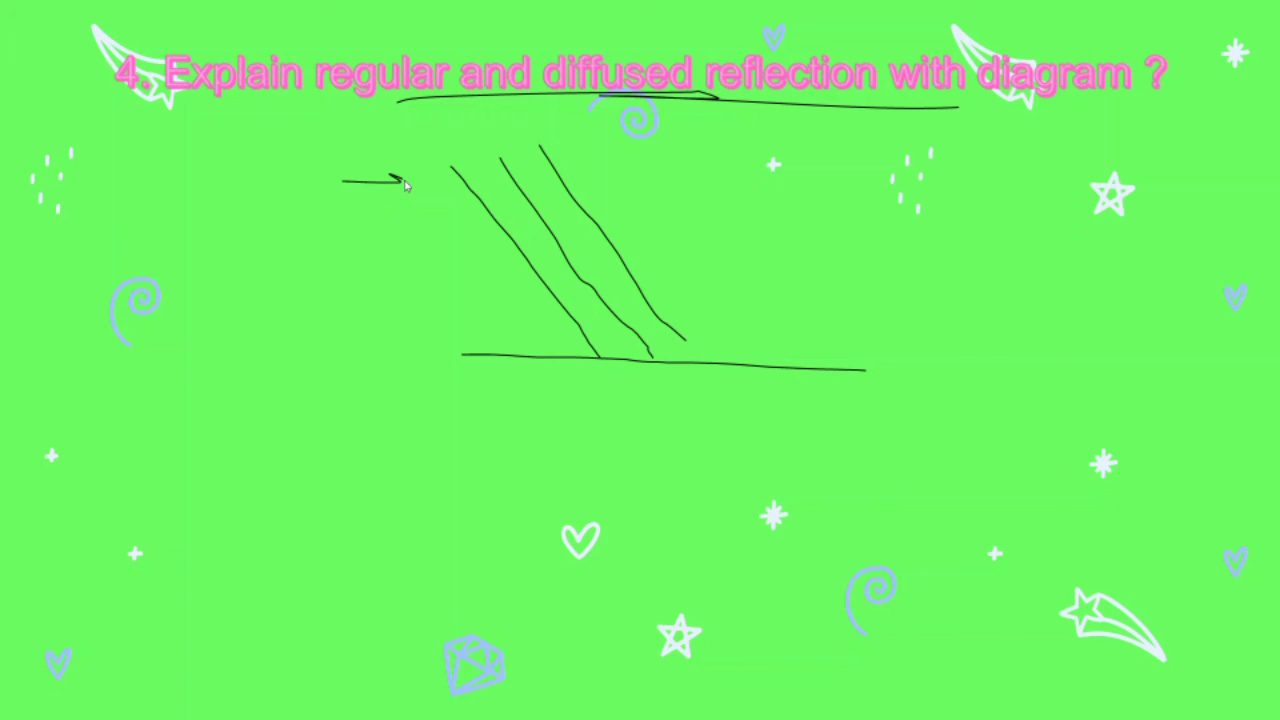 4. Explain regular and diffused reflection with diagram ?